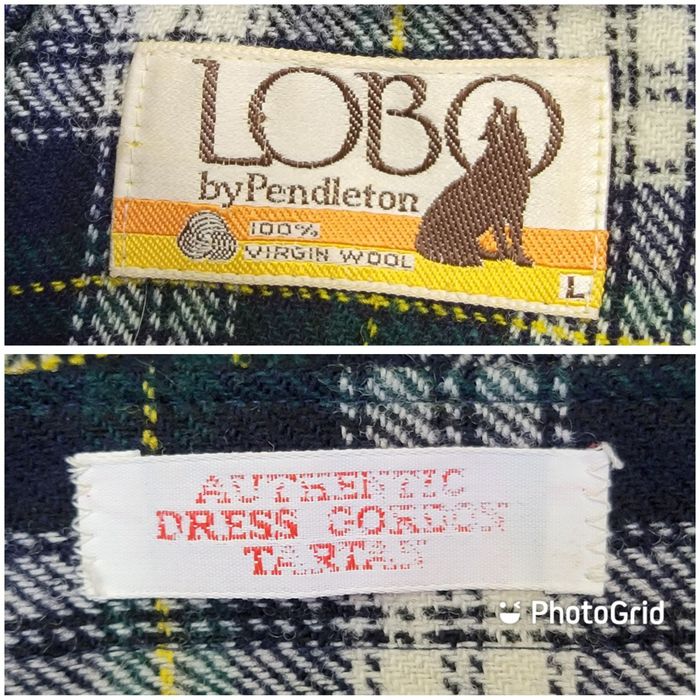 LOBO
by Pendleton
100%
VIRGIN WOOL
L
AUTHENTIC
DRESS GORDON
TARTAN
PhotoGrid